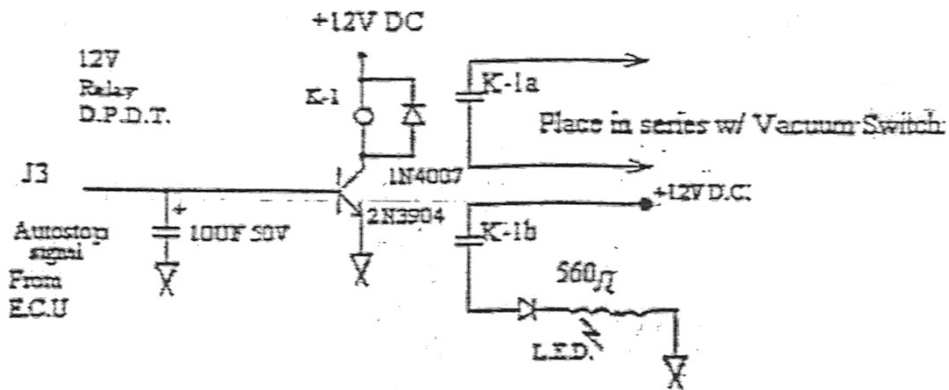 +12V DC
12V
Relay
D.P.D.T.
K-1
K-1a
Place in series w/ Vacuum Switch
J3
1N4007
+12V D.C.
2N3904
Autostop
signal
From
E.C.U
+
10UF 50V
K-1b
560Ω
L.E.D.